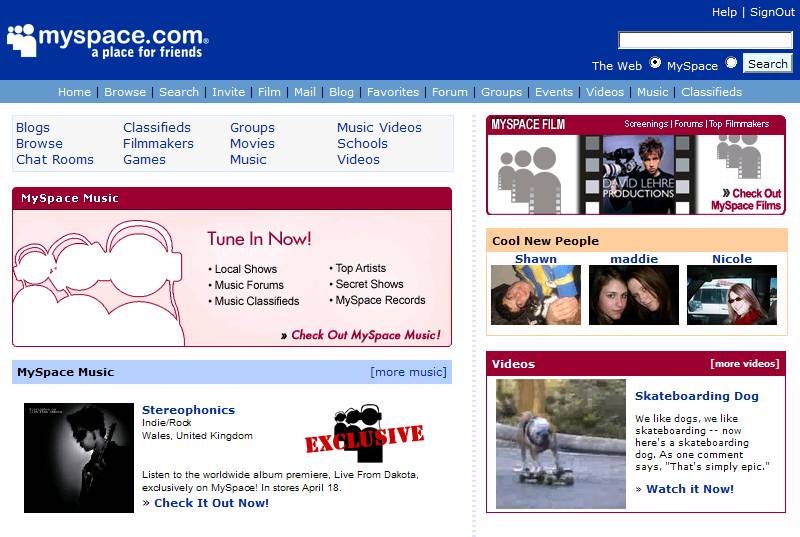 Help | SignOut
myspace.com®
a place for friends
The Web MySpace Search
Home | Browse | Search | Invite | Film | Mail | Blog | Favorites | Forum | Groups | Events | Videos | Music | Classifieds
Blogs Classifieds Groups Music Videos
Browse Filmmakers Movies Schools
Chat Rooms Games Music Videos
MySpace Music
Tune In Now!
• Local Shows • Top Artists
• Music Forums • Secret Shows
• Music Classifieds • MySpace Records
» Check Out MySpace Music!
MySpace Music [more music]
Stereophonics
Indie/Rock
Wales, United Kingdom
EXCLUSIVE
Listen to the worldwide album premiere, Live From Dakota,
exclusively on MySpace! In stores April 18.
» Check It Out Now!
MYSPACE FILM Screenings | Forums | Top Filmmakers
DAVID LEHRE
PRODUCTIONS
» Check Out
MySpace Films
Cool New People
Shawn maddie Nicole
Videos [more videos]
Skateboarding Dog
We like dogs, we like
skateboarding -- now
here's a skateboarding
dog. As one comment
says, "That's simply epic."
» Watch it Now!